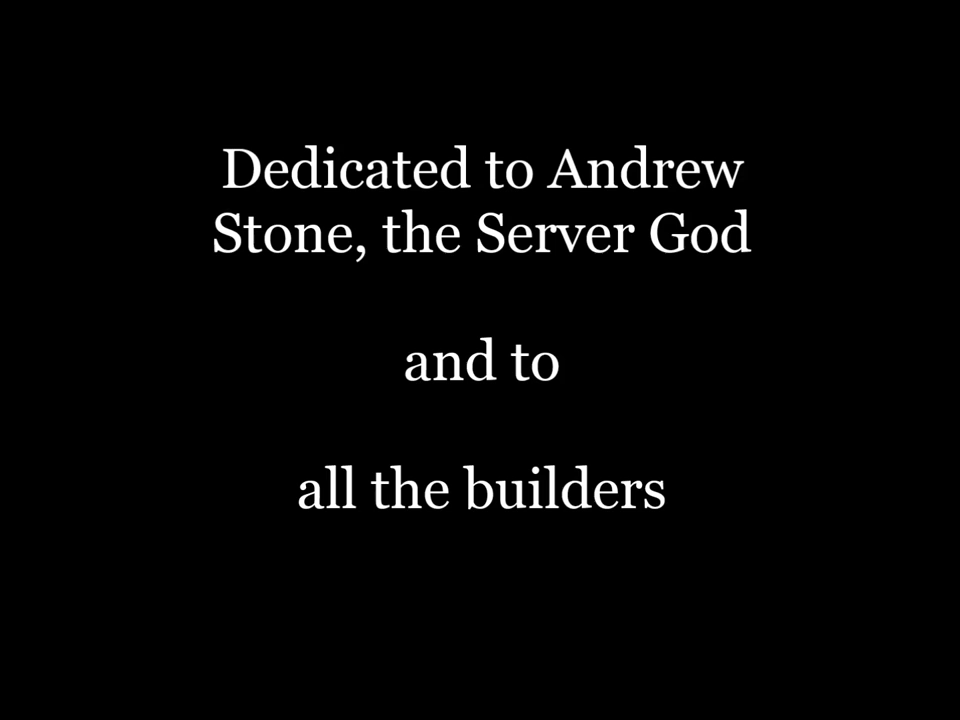 Dedicated to Andrew
Stone, the Server God
and to
all the builders